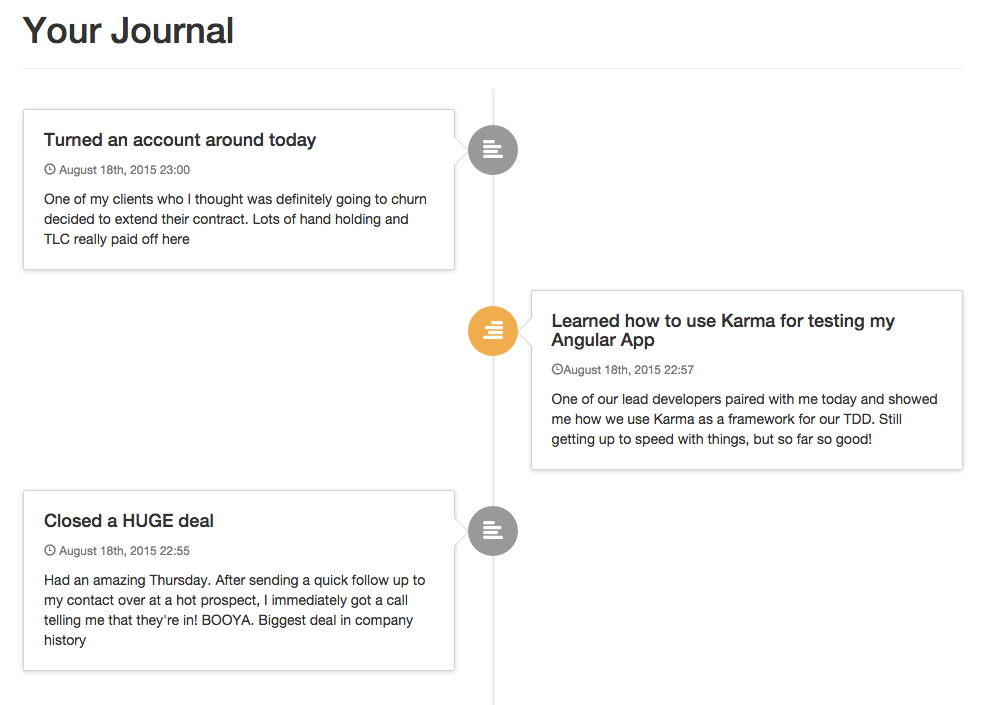 Your Journal
Turned an account around today
August 18th, 2015 23:00
One of my clients who I thought was definitely going to churn
decided to extend their contract. Lots of hand holding and
TLC really paid off here
Learned how to use Karma for testing my
Angular App
August 18th, 2015 22:57
One of our lead developers paired with me today and showed
me how we use Karma as a framework for our TDD. Still
getting up to speed with things, but so far so good!
Closed a HUGE deal
August 18th, 2015 22:55
Had an amazing Thursday. After sending a quick follow up to
my contact over at a hot prospect, I immediately got a call
telling me that they're in! BOOYA. Biggest deal in company
history